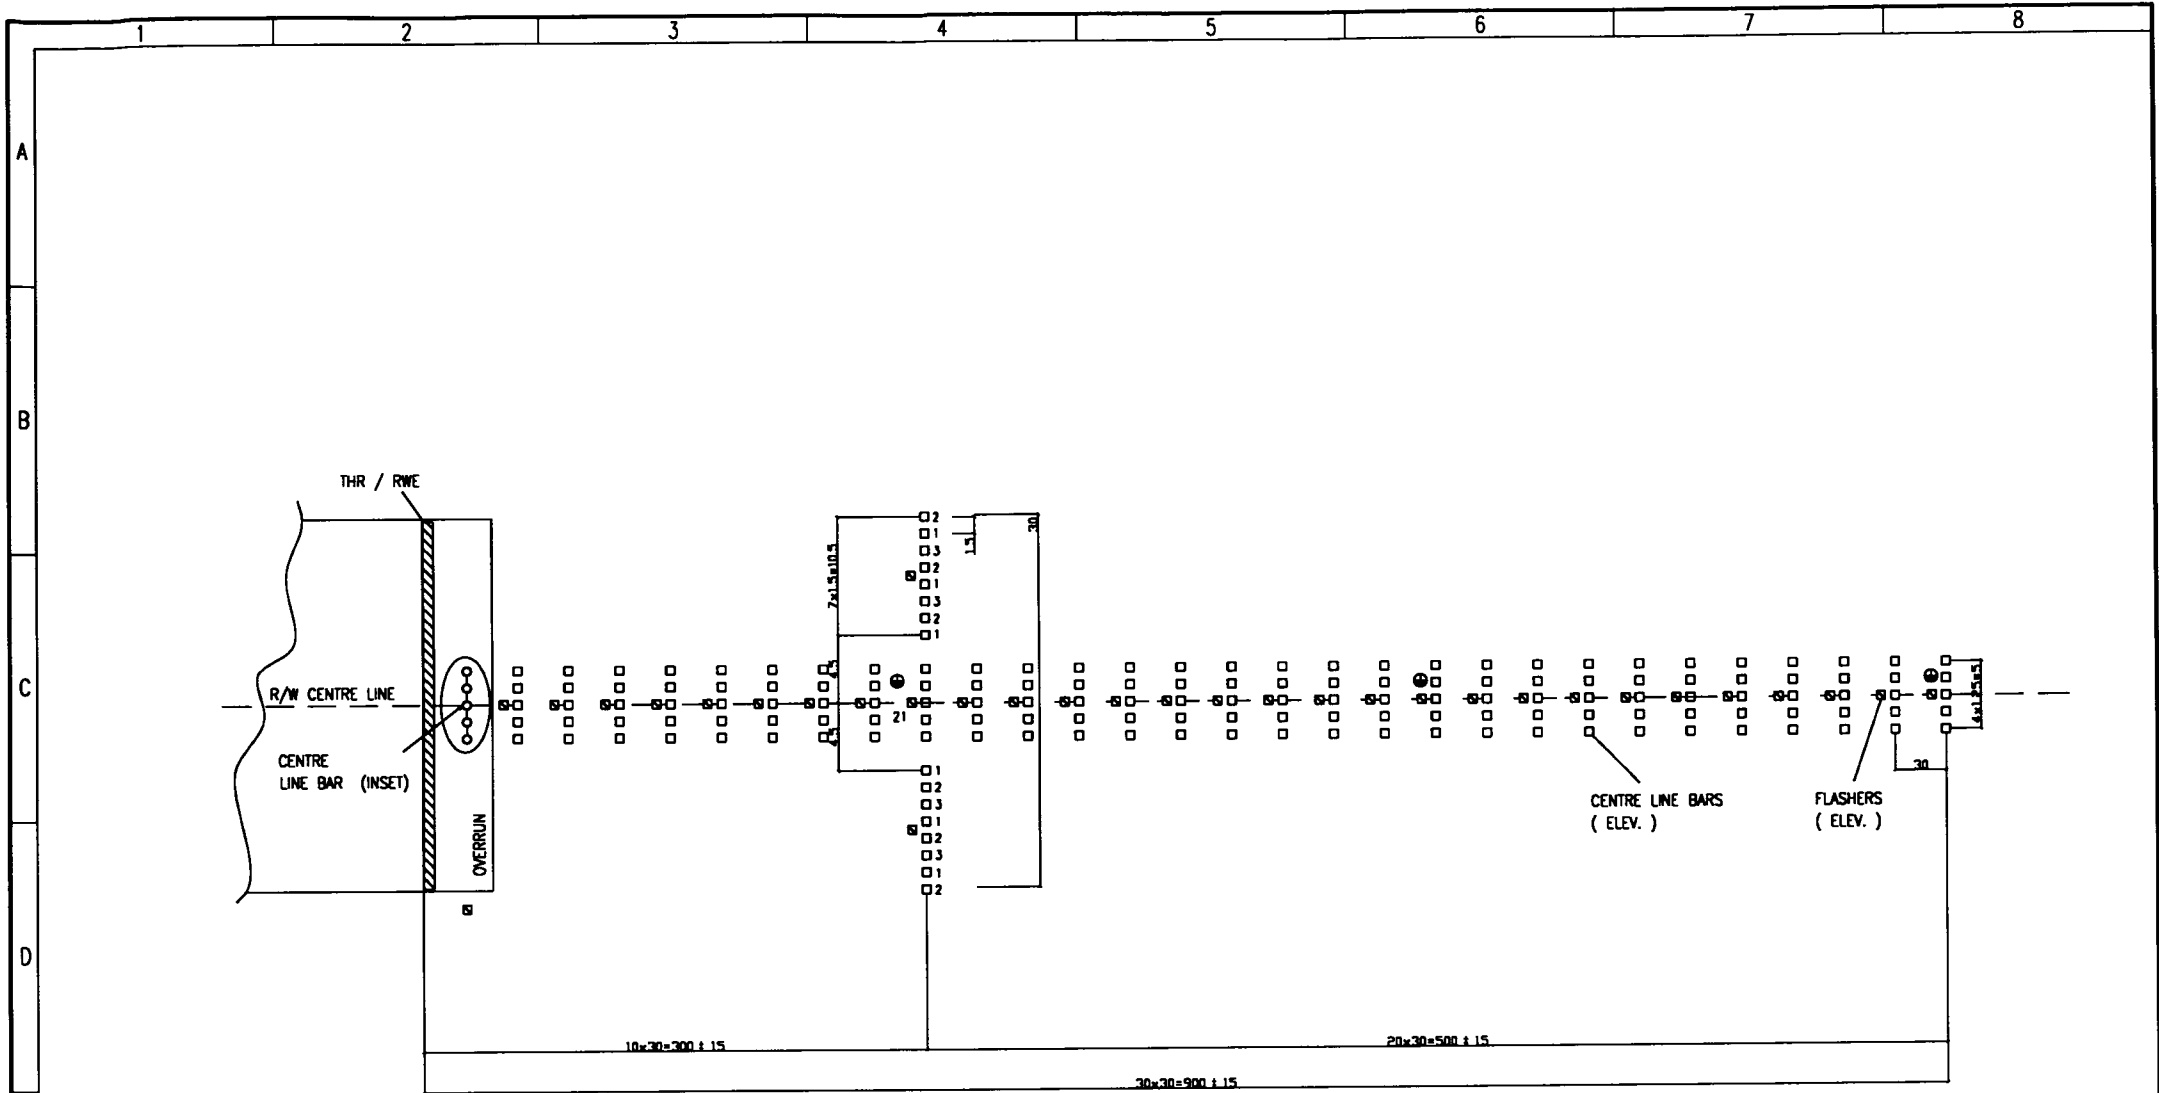 1 2 3 4 5 6 7 8
A
B
THR / RWE
2
1
3
2
1
3
2
1
1.5
30
7x1.5=10.5
C
4.5
R/W CENTRE LINE
21
4.5
4x1.25=5
CENTRE
LINE BAR (INSET)
1
2
3
1
2
3
1
2
30
CENTRE LINE BARS
( ELEV. )
FLASHERS
( ELEV. )
OVERRUN
D
10x30=300 ± 15
20x30=500 ± 15
30x30=900 ± 15